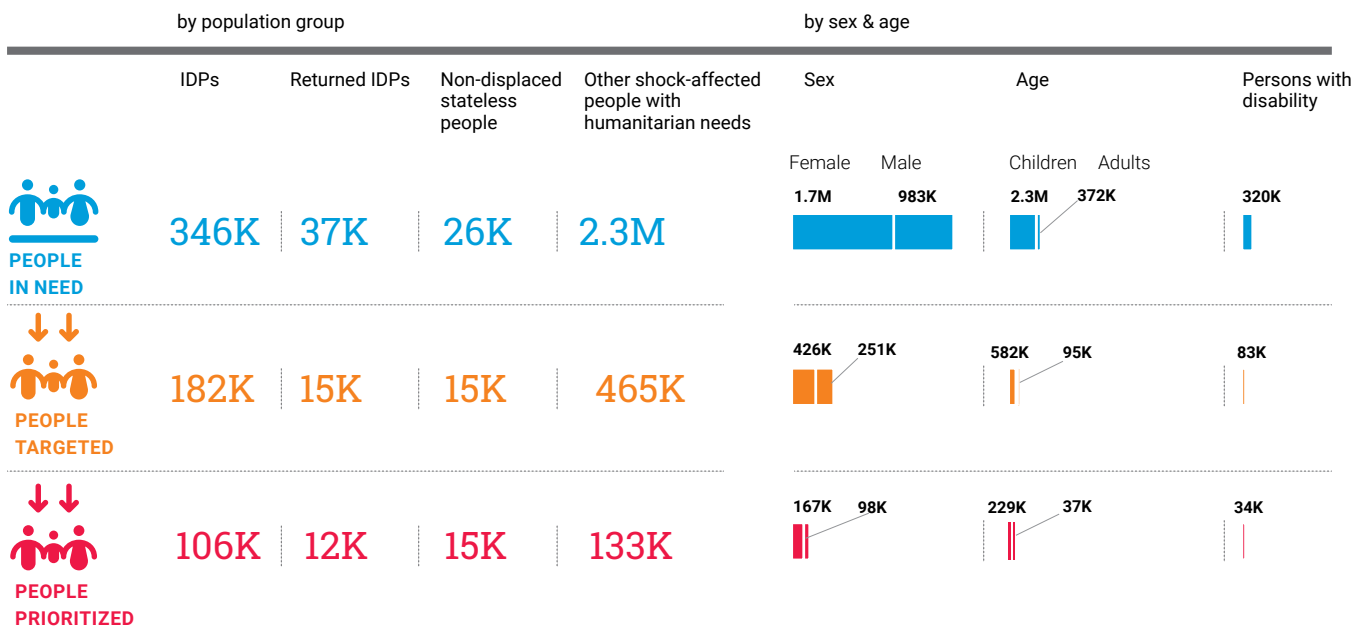 by population group
by sex & age
IDPs
Returned IDPs
Non-displaced
stateless
people
Other shock-affected
people with
humanitarian needs
Sex
Age
Persons with
disability
Female Male
Children Adults
PEOPLE
IN NEED
346K
37K
26K
2.3M
1.7M
983K
2.3M
372K
320K
PEOPLE
TARGETED
182K
15K
15K
465K
426K
251K
582K
95K
83K
PEOPLE
PRIORITIZED
106K
12K
15K
133K
167K
98K
229K
37K
34K